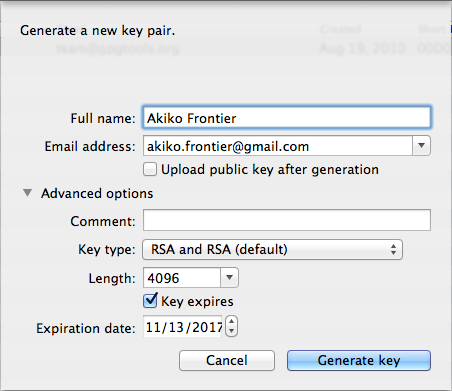 Generate a new key pair.
Created Short
team@gpgtools.org Aug 19, 2010 0000
Full name: Akiko Frontier
Email address: akiko.frontier@gmail.com
Upload public key after generation
Advanced options
Comment:
Key type: RSA and RSA (default)
Length: 4096
Key expires
Expiration date: 11/13/2017
Cancel Generate key